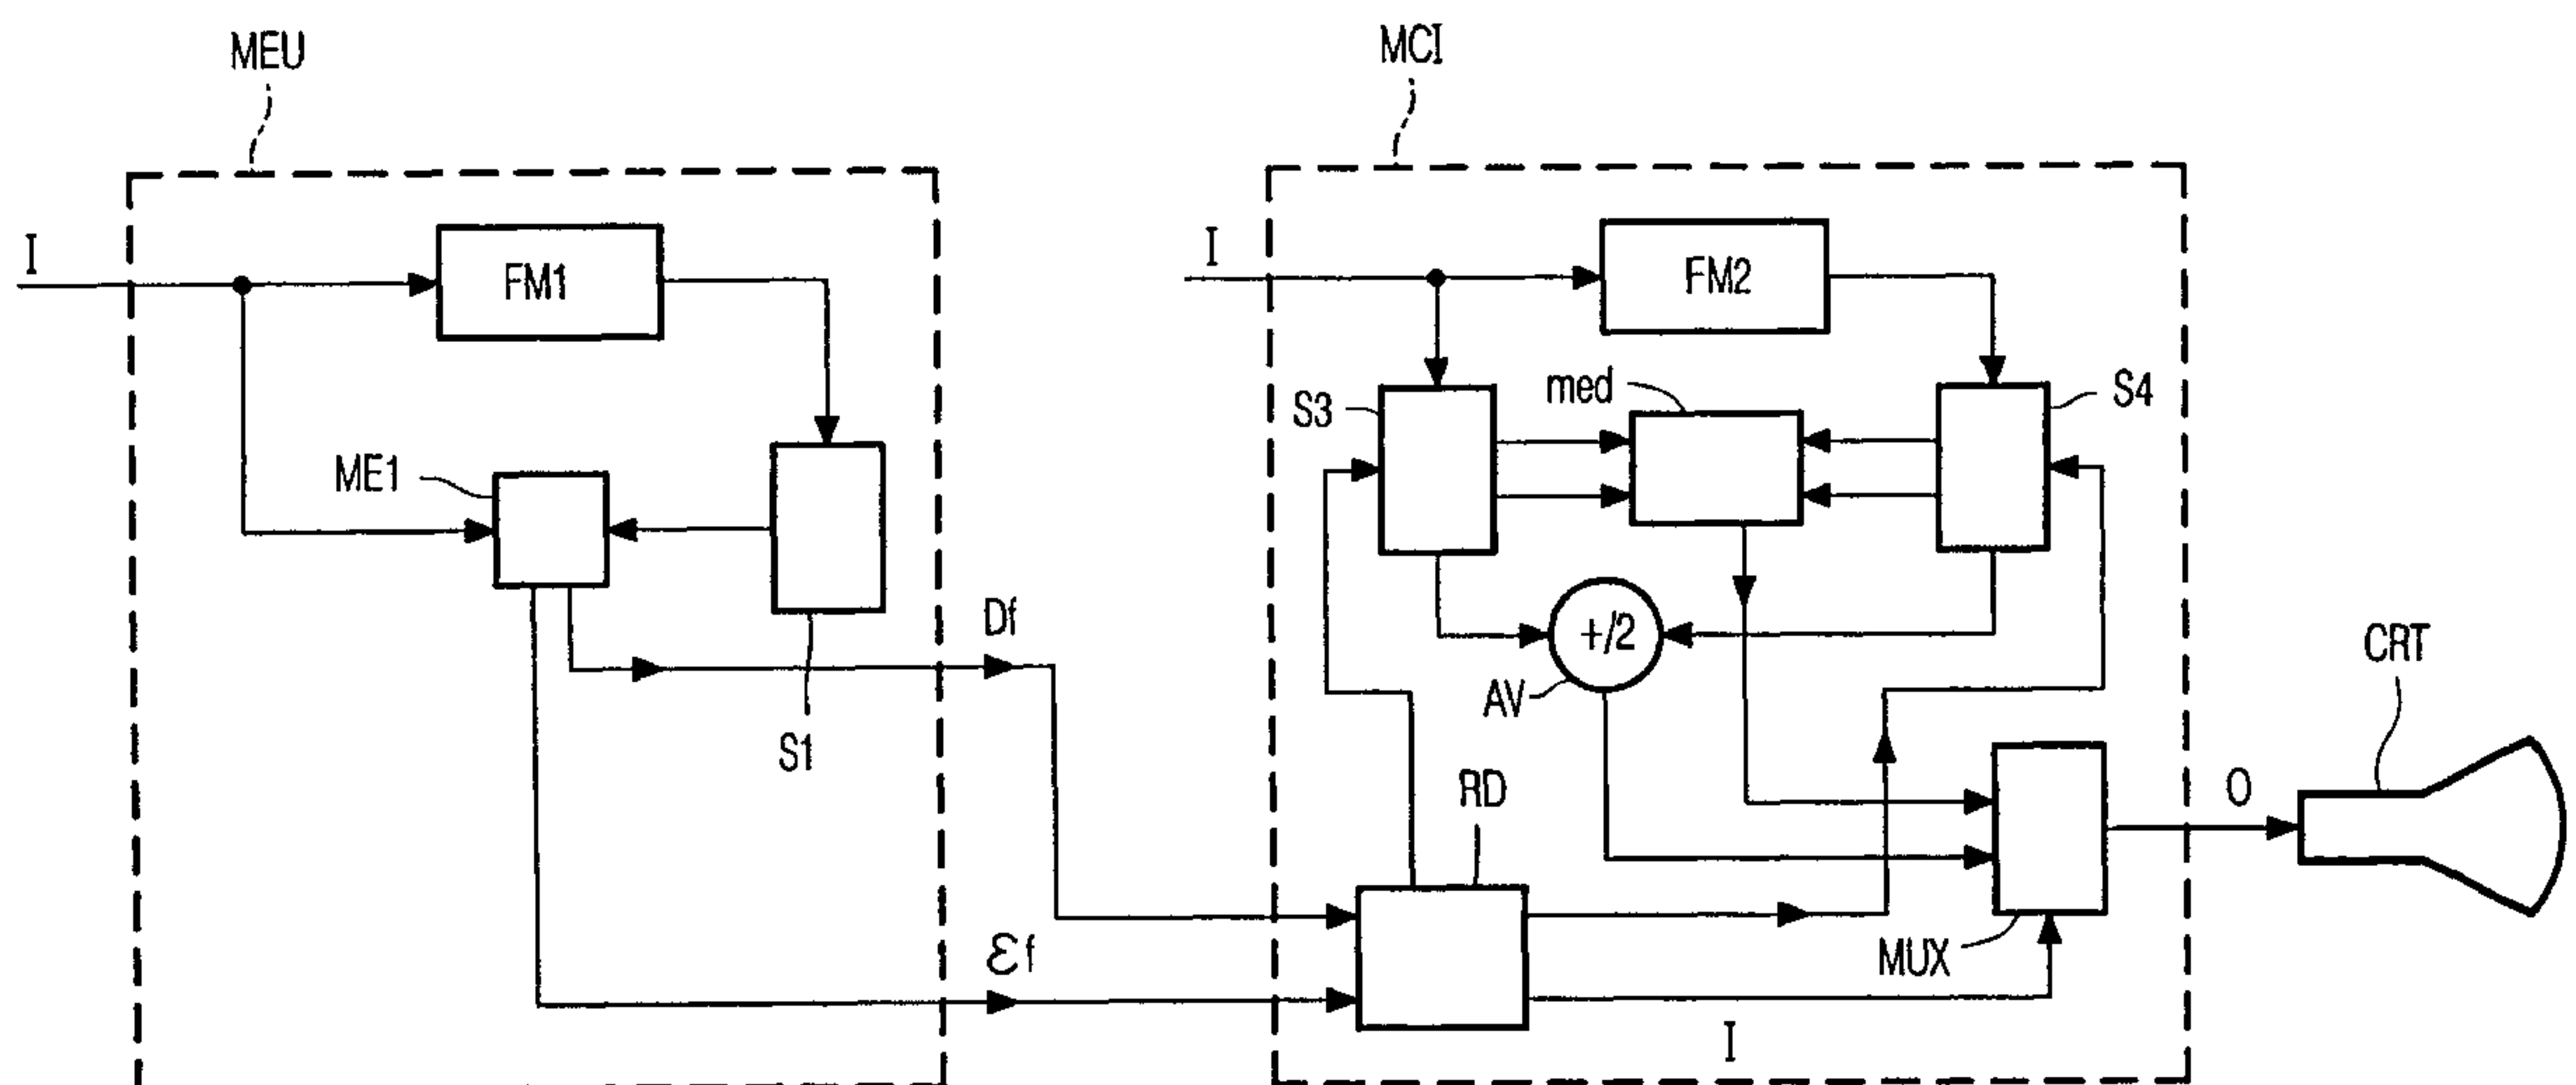 MEU
MCI
I
FM1
I
FM2
S3
med
S4
ME1
Df
+/2
AV
CRT
S1
RD
O
εf
MUX
I